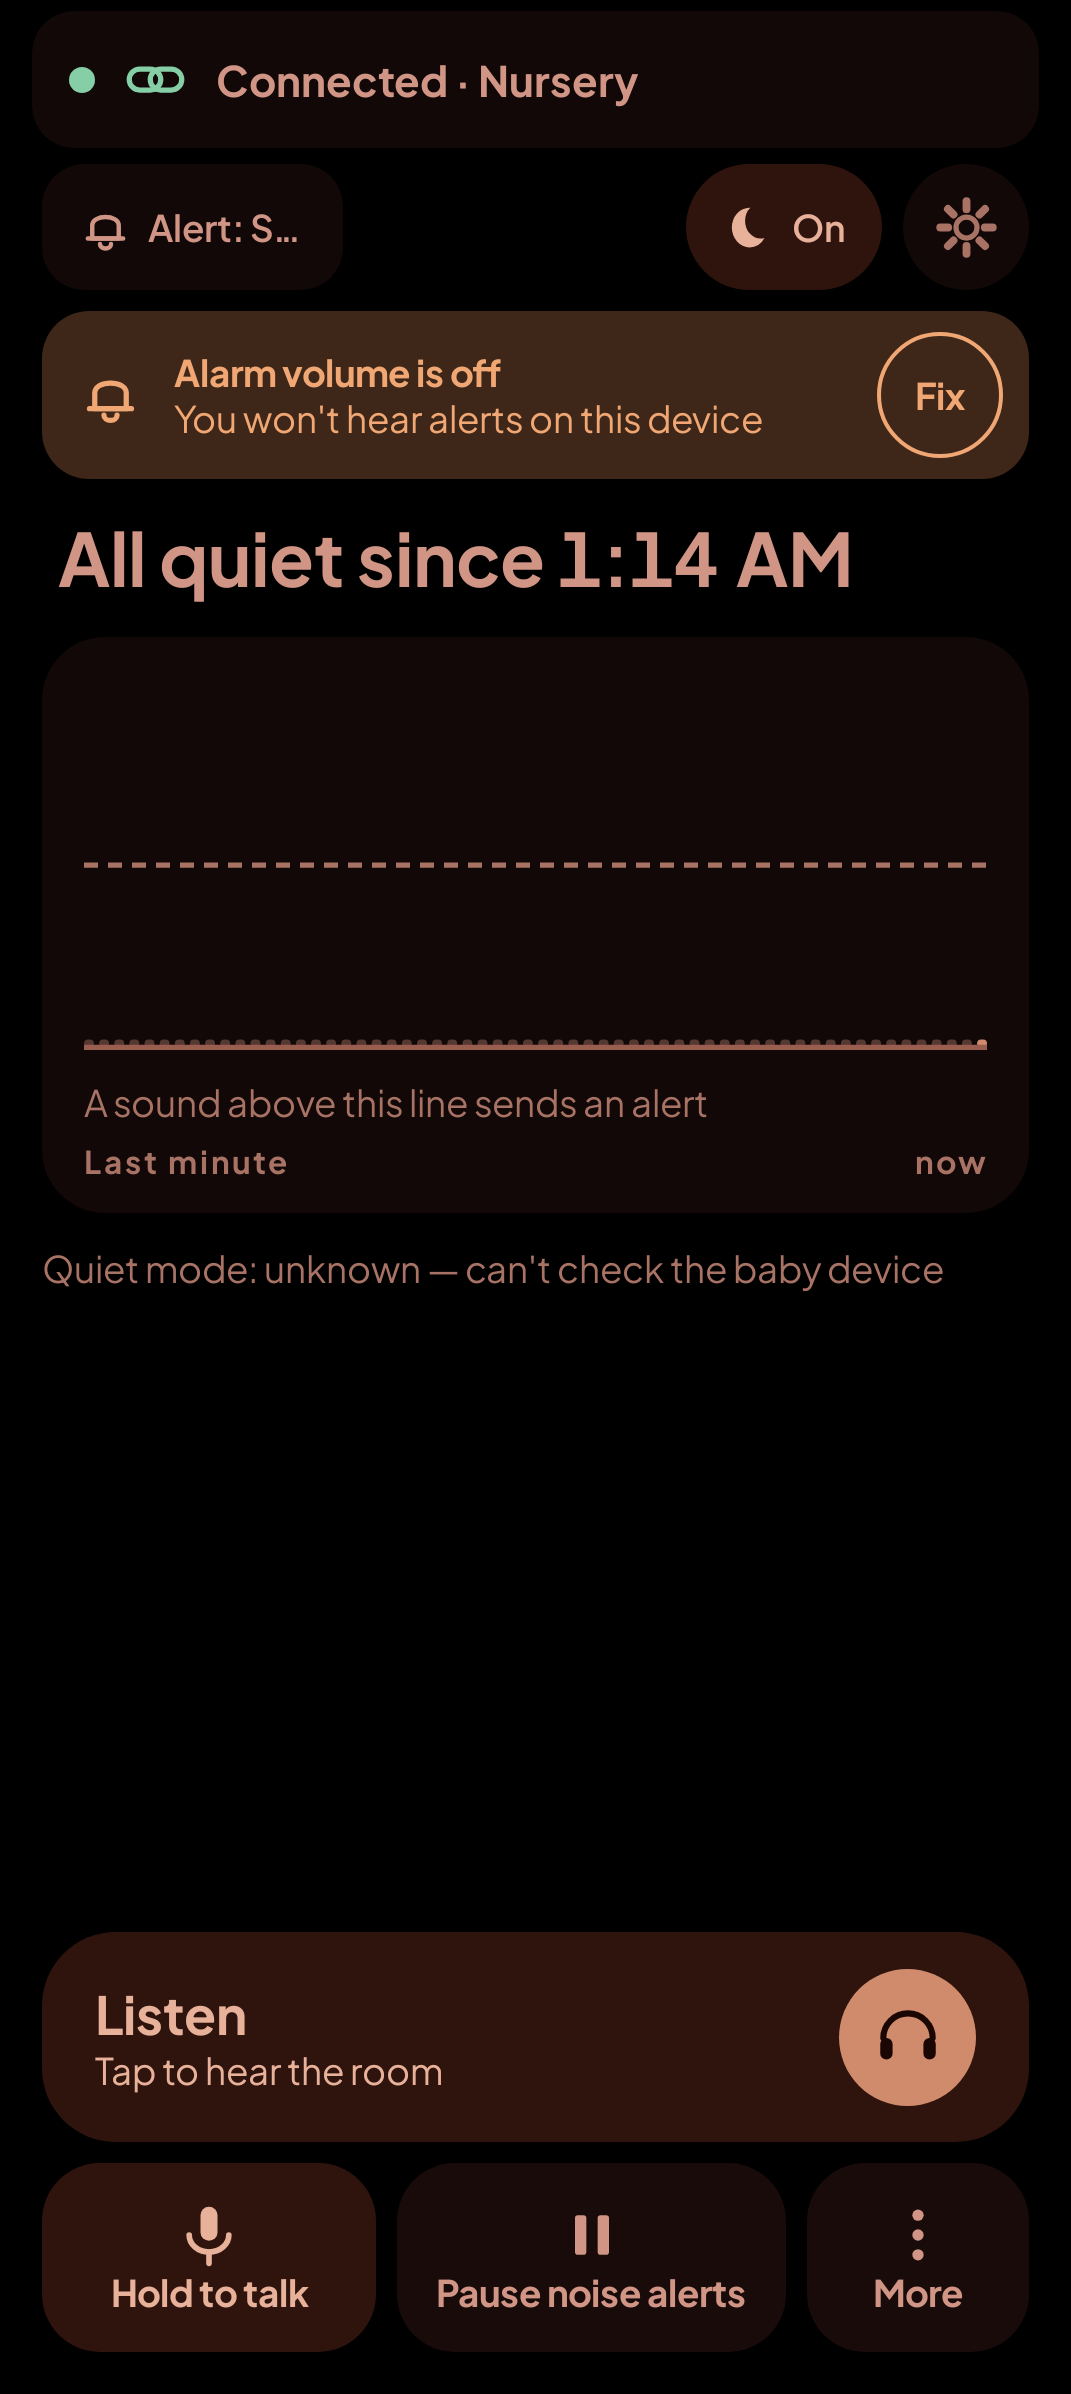 Connected · Nursery
Alert: S...
On
Alarm volume is off
You won't hear alerts on this device
Fix
All quiet since 1:14 AM
A sound above this line sends an alert
Last minute
now
Quiet mode: unknown — can't check the baby device
Listen
Tap to hear the room
Hold to talk
Pause noise alerts
More